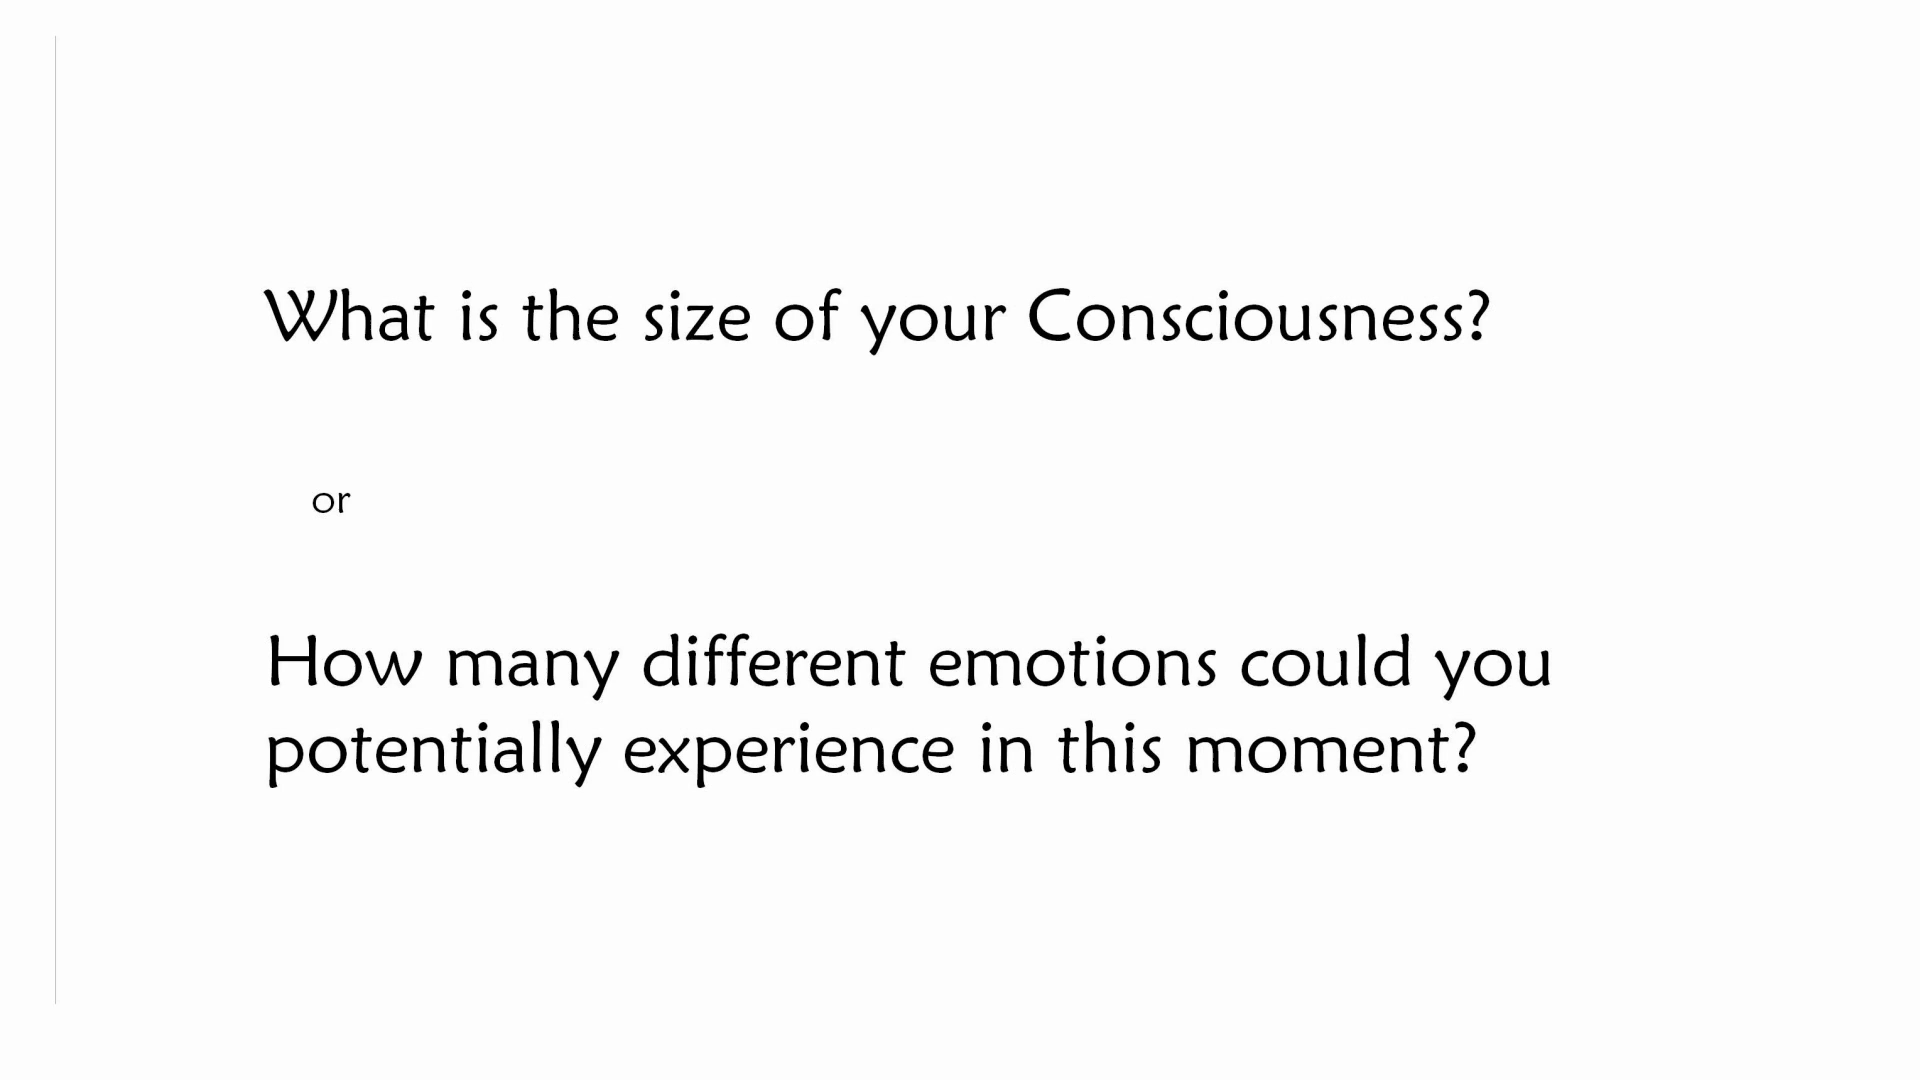 What is the size of your Consciousness?
or
How many different emotions could you
potentially experience in this moment?